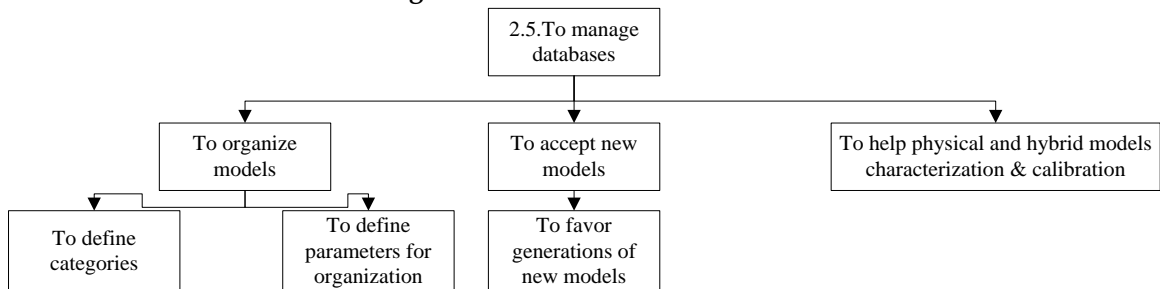 2.5.To manage
databases
To organize
models
To accept new
models
To help physical and hybrid models
characterization & calibration
To define
categories
To define
parameters for
organization
To favor
generations of
new models